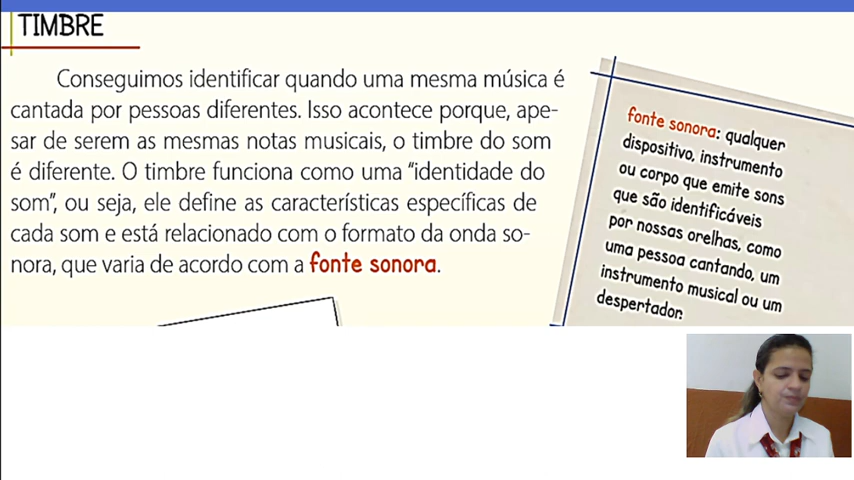 TIMBRE
Conseguimos identificar quando uma mesma música é
cantada por pessoas diferentes. Isso acontece porque, ape-
sar de serem as mesmas notas musicais, o timbre do som
é diferente. O timbre funciona como uma “identidade do
som”, ou seja, ele define as características específicas de
cada som e está relacionado com o formato da onda so-
nora, que varia de acordo com a fonte sonora.
fonte sonora: qualquer
dispositivo, instrumento
ou corpo que emite sons
que são identificáveis
por nossas orelhas, como
uma pessoa cantando, um
instrumento musical ou um
despertador.